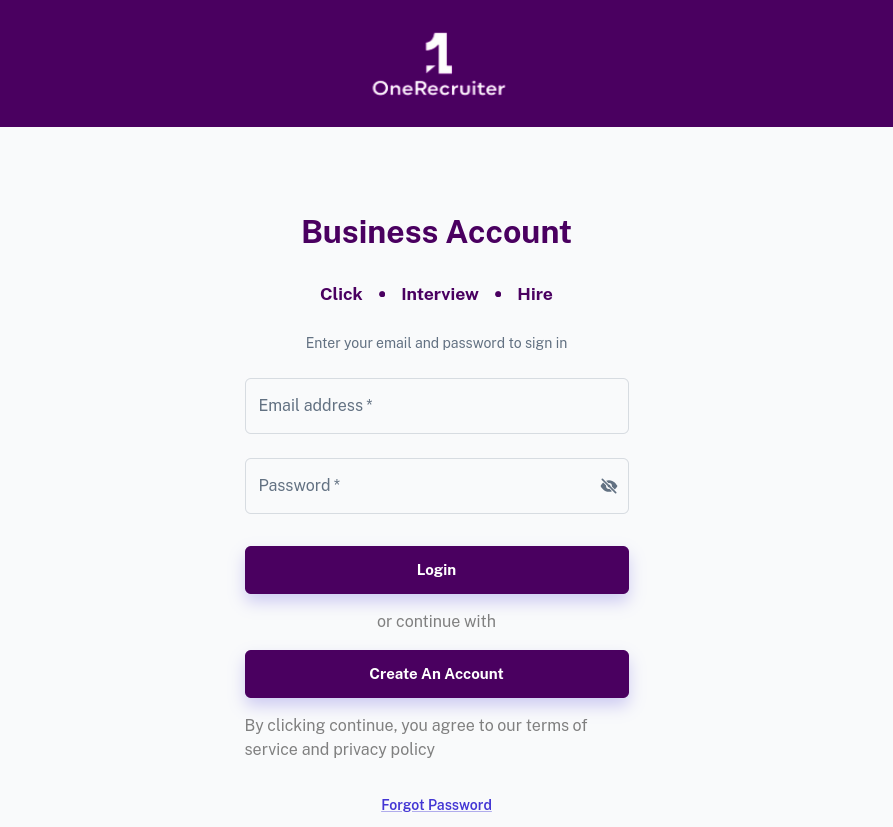 1
OneRecruiter
Business Account
Click • Interview • Hire
Enter your email and password to sign in
Email address *
Password *
Login
or continue with
Create An Account
By clicking continue, you agree to our terms of
service and privacy policy
Forgot Password